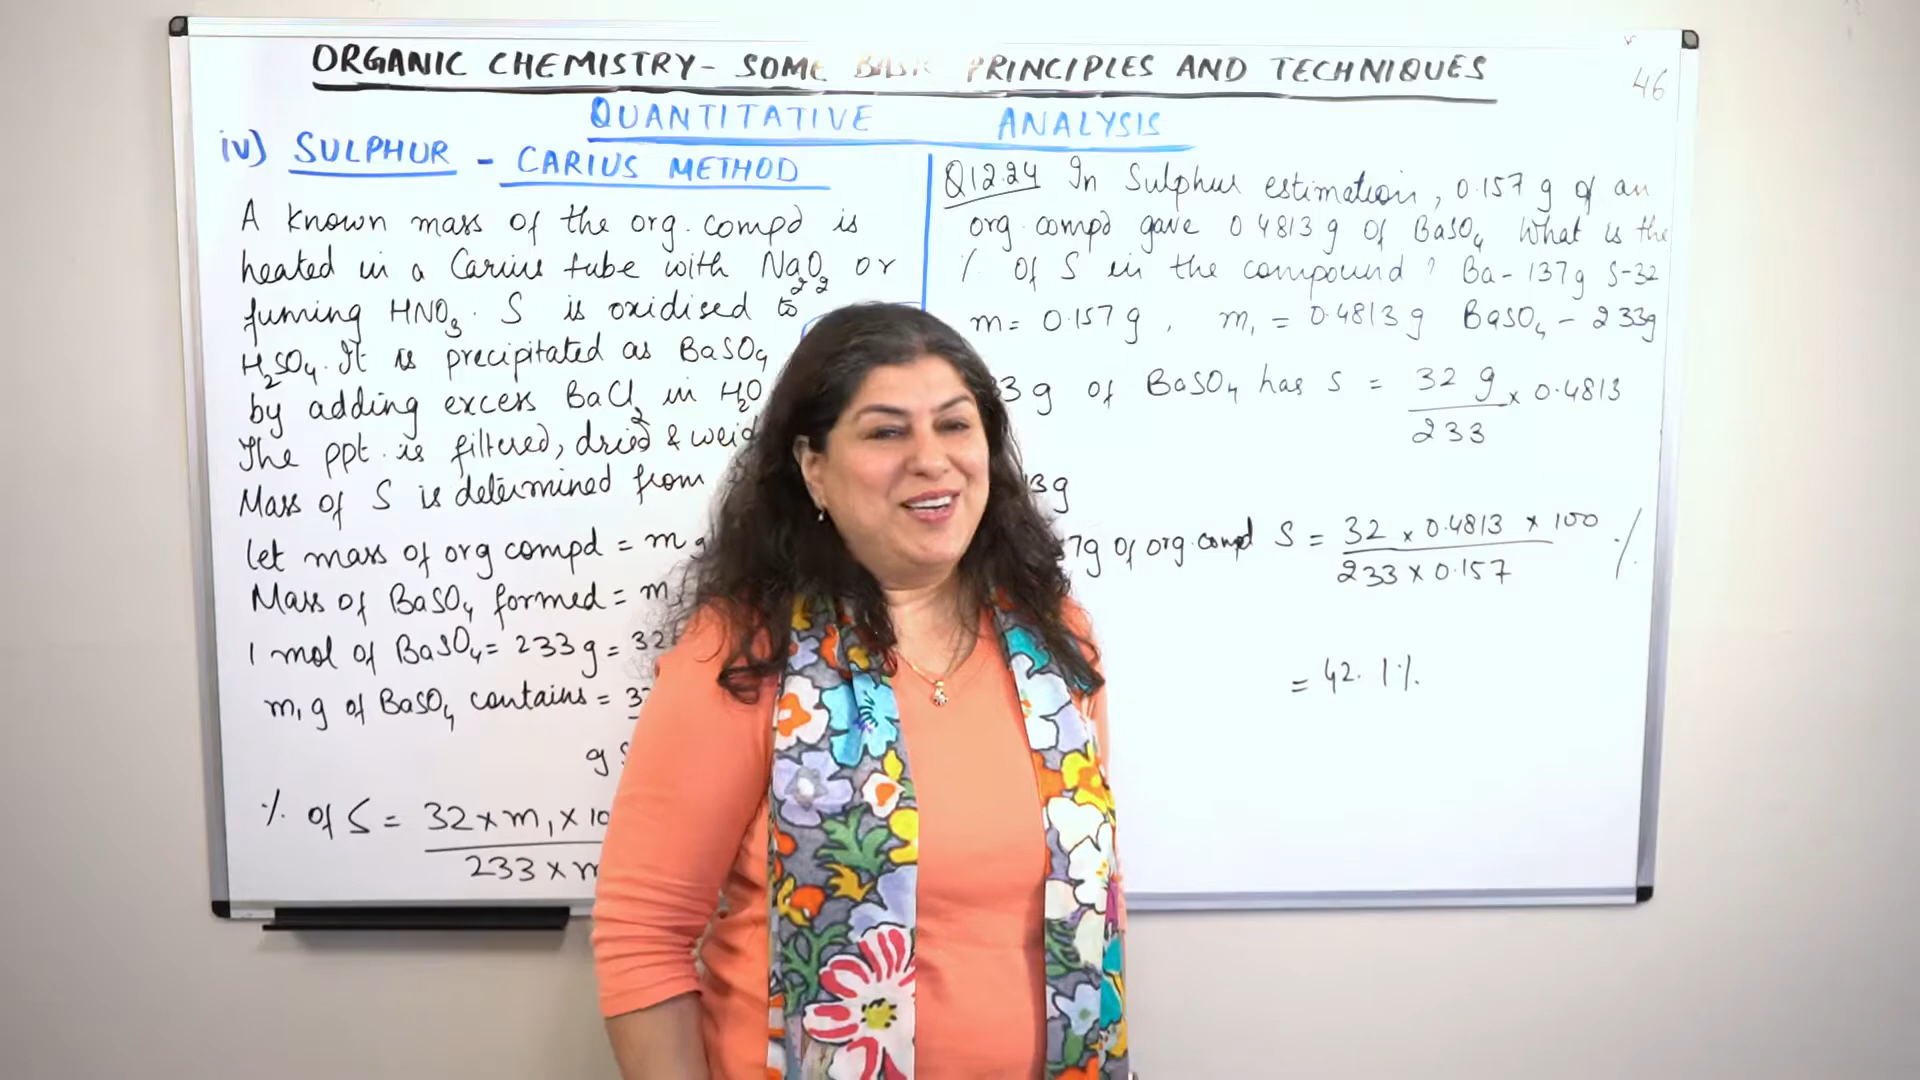 ORGANIC CHEMISTRY - SOME BASIC PRINCIPLES AND TECHNIQUES
46
QUANTITATIVE ANALYSIS
iv) SULPHUR - CARIUS METHOD
A known mass of the org. compd is
heated in a Carius tube with Na2O2 or
fuming HNO3. S is oxidised to
H2SO4. It is precipitated as BaSO4
by adding excess BaCl2 in H2O
The ppt. is filtered, dried &
Mass of S is determined from
let mass of org compd = m g
Mass of BaSO4 formed = m1
1 mol of BaSO4 = 233g = 32
m1 g of BaSO4 contains = 32
g S
% of S = 32 × m1 × 10
233 × m
Q12.24 In Sulphur estimation, 0.157 g of an
org. compd gave 0.4813 g of BaSO4 What is the
% of S in the compound? Ba - 137g S - 32
m = 0.157 g, m1 = 0.4813 g BaSO4 - 233g
33 g of BaSO4 has S = 32 g × 0.4813
233
13g
7g of org. compd S = 32 × 0.4813 × 100 %
233 × 0.157
= 42.1%